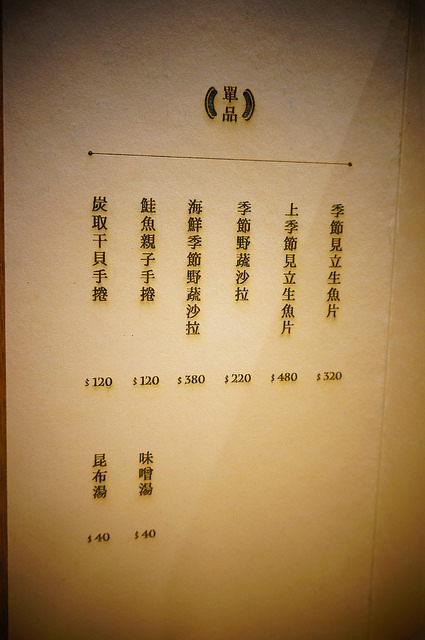 單品
季節見立生魚片
$320
上季節見立生魚片
$480
季節野蔬沙拉
$220
海鮮季節野蔬沙拉
$380
鮭魚親子手捲
$120
炭取干貝手捲
$120
味噌湯
$40
昆布湯
$40